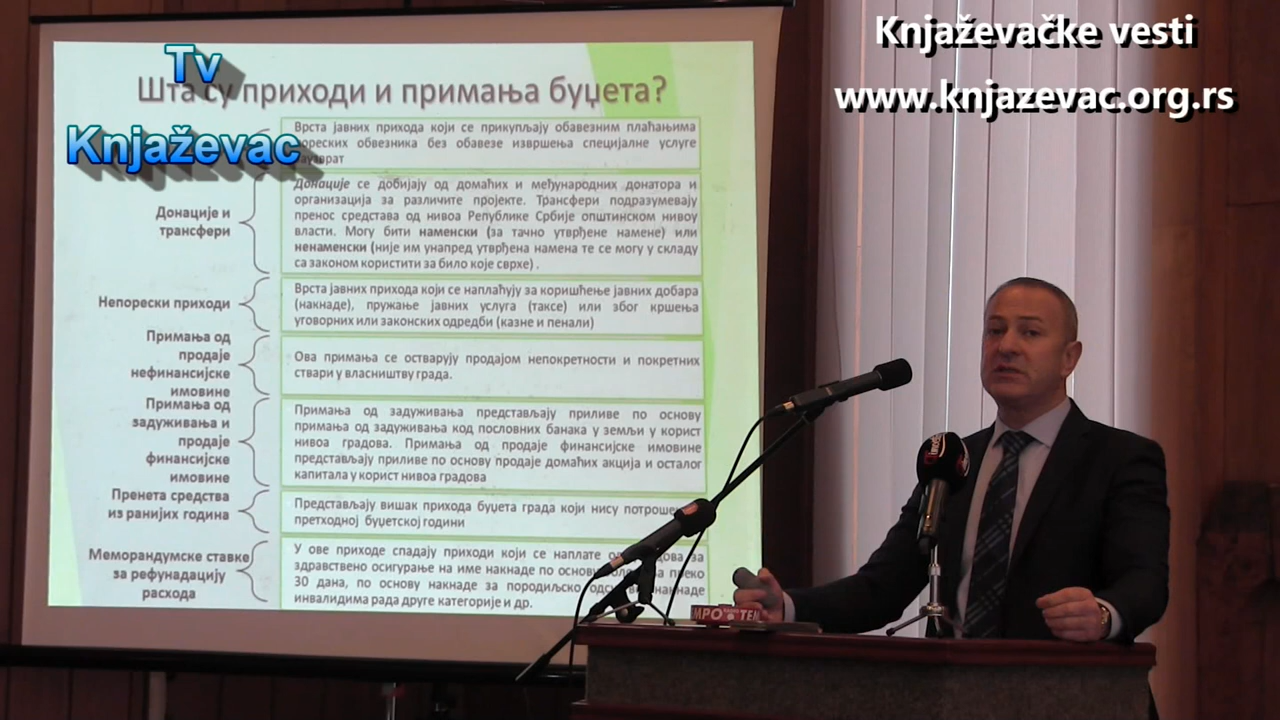 Tv
Knjaževac
Knjaževačke vesti
www.knjazevac.org.rs
Шта су приходи и примања буџета?
Врста јавних прихода који се прикупљају обавезним плаћањима
пореских обвезника без обавезе извршења специјалне услуге
заузврат
Донације и
трансфери
Донације се добијају од домаћих и међународних донатора и
организација за различите пројекте. Трансфери подразумевају
пренос средстава од нивоа Републике Србије општинском нивоу
власти. Могу бити наменски (за тачно утврђене намене) или
ненаменски (није им унапред утврђена намена те се могу у складу
са законом користити за било које сврхе) .
Непорески приходи
Врста јавних прихода који се наплаћују за коришћење јавних добара
(накнаде), пружање јавних услуга (таксе) или због кршења
уговорних или законских одредби (казне и пенали)
Примања од
продаје
нефинансијске
имовине
Ова примања се остварују продајом непокретности и покретних
ствари у власништву града.
Примања од
задуживања и
продаје
финансијске
имовине
Примања од задуживања представљају приливе по основу
примања од задуживања код пословних банака у земљи у корист
нивоа градова. Примања од продаје финансијске имовине
представљају приливе по основу продаје домаћих акција и осталог
капитала у корист нивоа градова
Пренета средства
из ранијих година
Представљају вишак прихода буџета града који нису потрошени
претходној буџетској години
Меморандумске ставке
за рефундацију
расхода
У ове приходе спадају приходи који се наплате од за
здравствено осигурање на име накнаде по основу преко
30 дана, по основу накнаде за породиљско накнаде
инвалидима рада друге категорије и др.